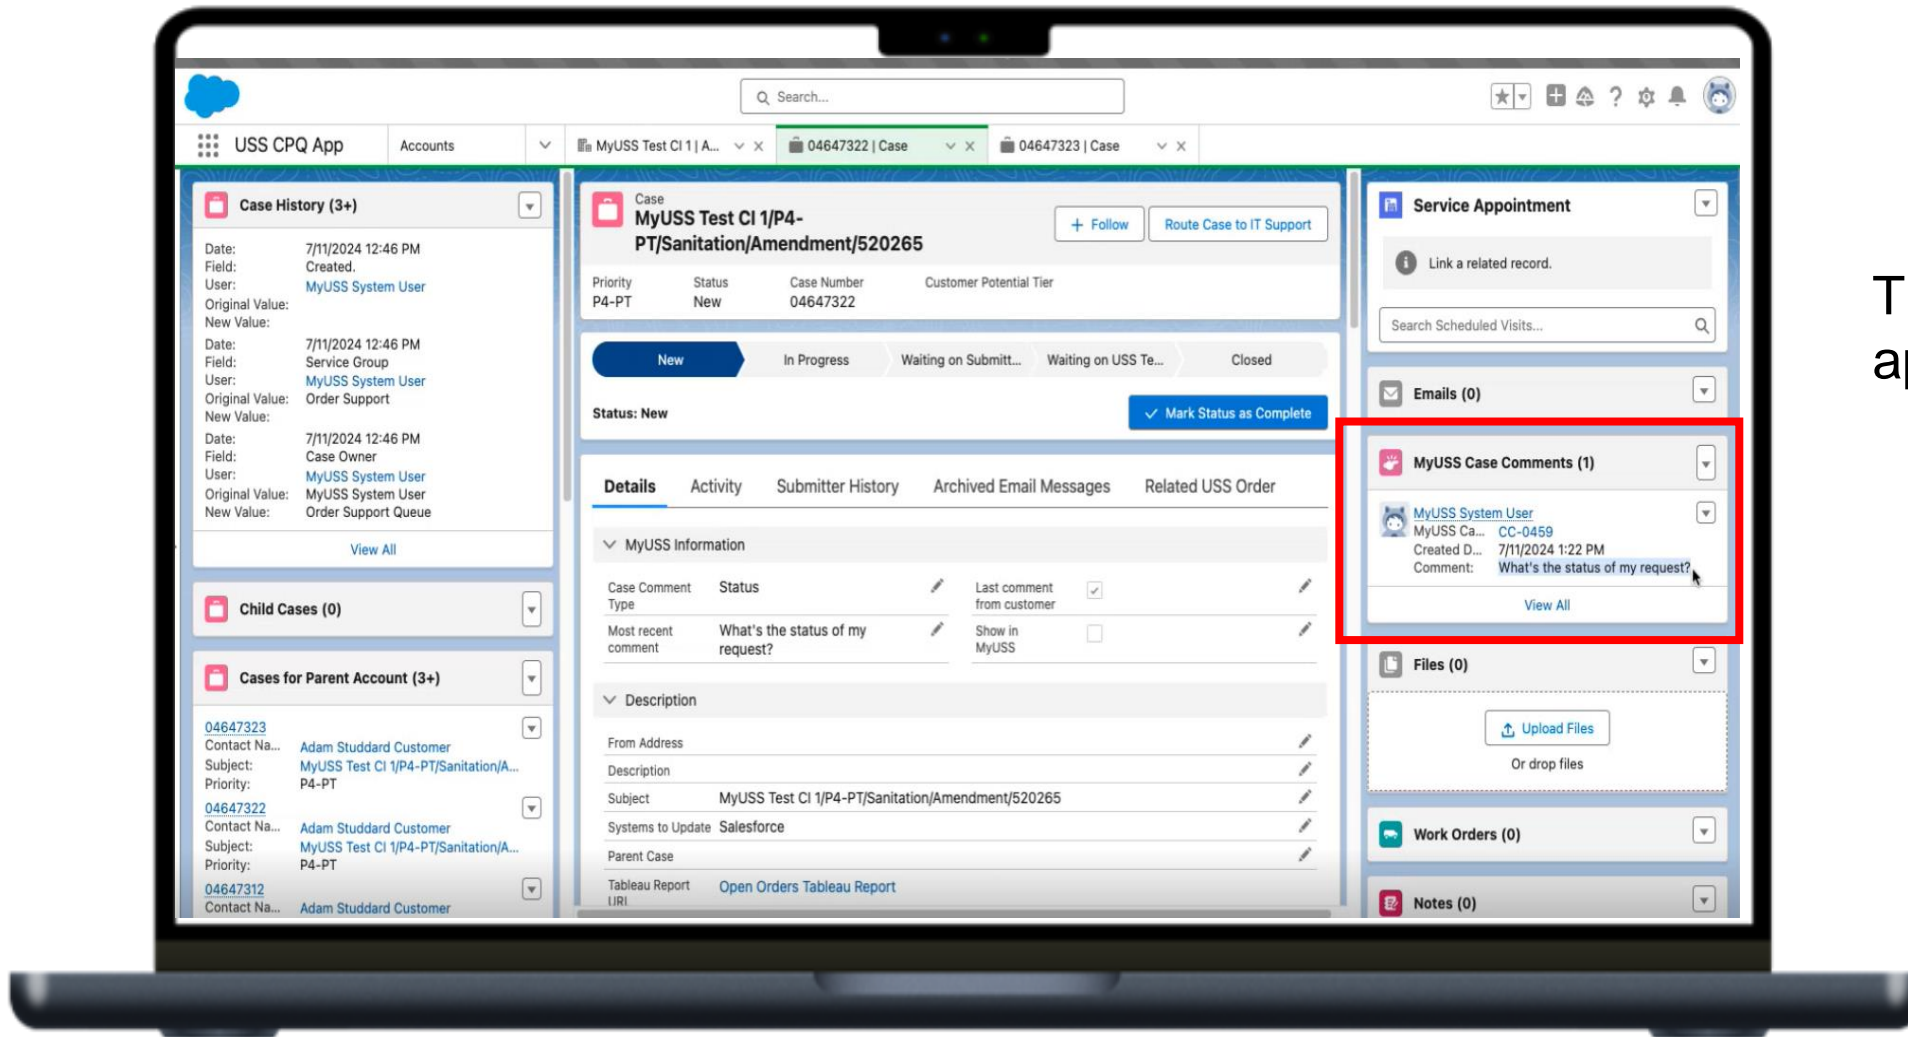 Search...
USS CPQ App
Accounts
MyUSS Test CI 1 | A...
04647322 | Case
04647323 | Case
Case History (3+)
Date: 7/11/2024 12:46 PM
Field: Created.
User: MyUSS System User
Original Value:
New Value:
Date: 7/11/2024 12:46 PM
Field: Service Group
User: MyUSS System User
Original Value: Order Support
New Value:
Date: 7/11/2024 12:46 PM
Field: Case Owner
User: MyUSS System User
Original Value: MyUSS System User
New Value: Order Support Queue
View All
Child Cases (0)
Cases for Parent Account (3+)
04647323
Contact Na... Adam Studdard Customer
Subject: MyUSS Test CI 1/P4-PT/Sanitation/A...
Priority: P4-PT
04647322
Contact Na... Adam Studdard Customer
Subject: MyUSS Test CI 1/P4-PT/Sanitation/A...
Priority: P4-PT
04647312
Contact Na... Adam Studdard Customer
Case
MyUSS Test CI 1/P4-
PT/Sanitation/Amendment/520265
+ Follow
Route Case to IT Support
Priority Status Case Number Customer Potential Tier
P4-PT New 04647322
New In Progress Waiting on Submitt... Waiting on USS Te... Closed
Status: New
Mark Status as Complete
Details Activity Submitter History Archived Email Messages Related USS Order
MyUSS Information
Case Comment Status
Type
Last comment
from customer
Most recent What's the status of my
comment request?
Show in
MyUSS
Description
From Address
Description
Subject MyUSS Test CI 1/P4-PT/Sanitation/Amendment/520265
Systems to Update Salesforce
Parent Case
Tableau Report Open Orders Tableau Report
URL
Service Appointment
Link a related record.
Search Scheduled Visits...
Emails (0)
MyUSS Case Comments (1)
MyUSS System User
MyUSS Ca... CC-0459
Created D... 7/11/2024 1:22 PM
Comment: What's the status of my request?
View All
Files (0)
Upload Files
Or drop files
Work Orders (0)
Notes (0)